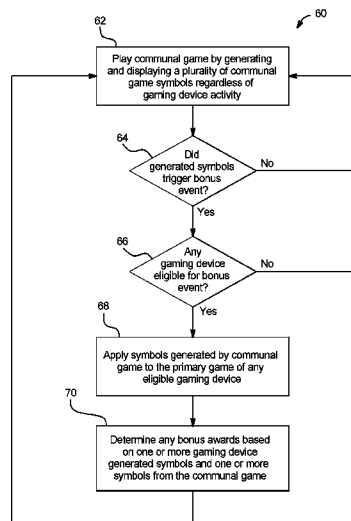 60
62
Play communal game by generating
and displaying a plurality of communal
game symbols regardless of
gaming device activity
64
Did
generated symbols
trigger bonus
event?
No
Yes
66
Any
gaming device
eligible for bonus
event?
No
Yes
68
Apply symbols generated by communal
game to the primary game of any
eligible gaming device
70
Determine any bonus awards based
on one or more gaming device
generated symbols and one or more
symbols from the communal game